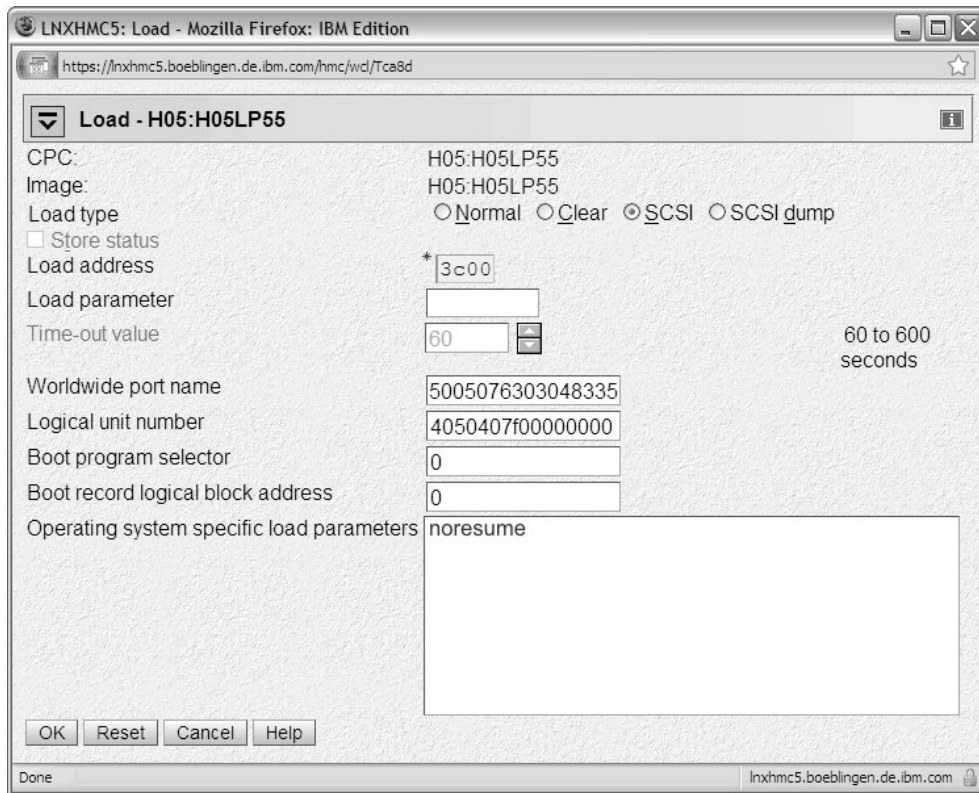 LNXHMC5: Load - Mozilla Firefox: IBM Edition
https://lnxhmc5.boeblingen.de.ibm.com/hmc/wcl/Tca8d
Load - H05:H05LP55
CPC: H05:H05LP55
Image: H05:H05LP55
Load type Normal Clear SCSI SCSI dump
Store status
Load address * 3c00
Load parameter
Time-out value 60 60 to 600 seconds
Worldwide port name 5005076303048335
Logical unit number 4050407f00000000
Boot program selector 0
Boot record logical block address 0
Operating system specific load parameters noresume
OK Reset Cancel Help
Done lnxhmc5.boeblingen.de.ibm.com